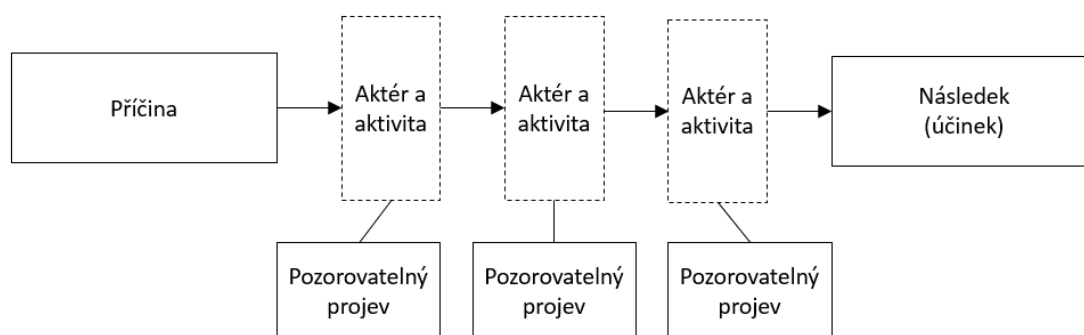 Příčina
Aktér a
aktivita
Aktér a
aktivita
Aktér a
aktivita
Následek
(účinek)
Pozorovatelný
projev
Pozorovatelný
projev
Pozorovatelný
projev